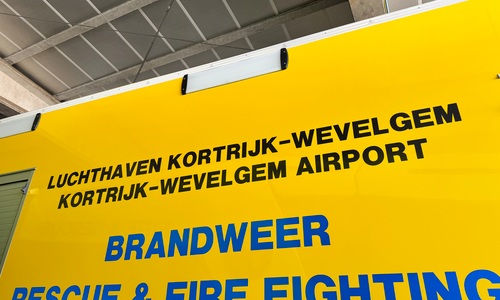 LUCHTHAVEN KORTRIJK-WEVELGEM
KORTRIJK-WEVELGEM AIRPORT
BRANDWEER
RESCUE & FIRE FIGHTING